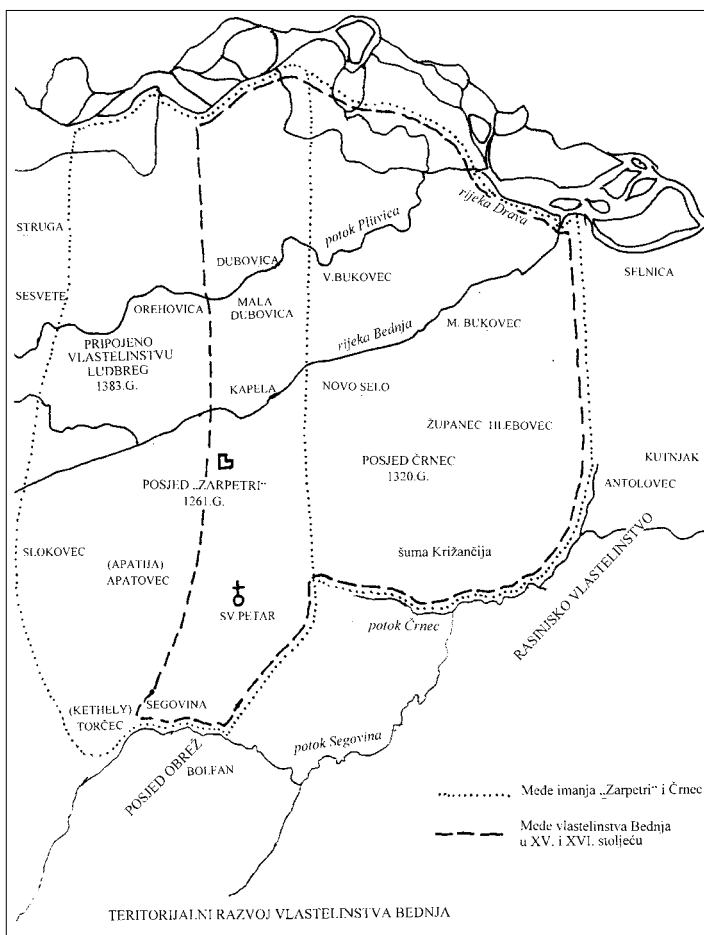 STRUGA
potok Plitvica
rijeka Drava
DUBOVICA
SELNICA
V.BUKOVEC
SESVETE
OREHOVICA
MALA
DUBOVICA
M. BUKOVEC
rijeka Bednja
PRIPOJENO
VLASTELINSTVU
LUDBREG
1383.G.
KAPELA
NOVO SELO
ŽUPANEC HLEBOVEC
POSJED „ZARPETRI"
1261.G.
POSJED ČRNEC
1320.G.
KUTNJAK
ANTOLOVEC
SLOKOVEC
(APATIJA)
APATOVEC
šuma Križančija
SV.PETAR
potok Črnec
RASINJSKO VLASTELINSTVO
(KETHELY)
TORČEC
SEGOVINA
POSJED OBREŽ
BOLFAN
potok Segovina
Međe imanja „Zarpetri" i Črnec
Međe vlastelinstva Bednja
u XV. i XVI. stoljeću
TERITORIJALNI RAZVOJ VLASTELINSTVA BEDNJA